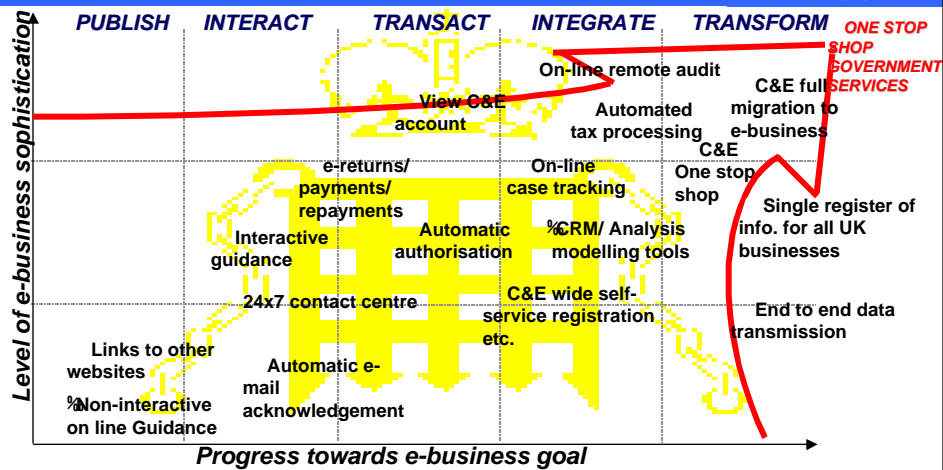 PUBLISH INTERACT TRANSACT INTEGRATE TRANSFORM
ONE STOP
SHOP
GOVERNMENT
SERVICES
Level of e-business sophistication
On-line remote audit
C&E full
migration to
e-business
View C&E
account
Automated
tax processing
C&E
One stop
shop
e-returns/
payments/
repayments
On-line
case tracking
Single register of
info. for all UK
businesses
Interactive
guidance
Automatic
authorisation
‰CRM/ Analysis
modelling tools
24x7 contact centre
C&E wide self-
service registration
etc.
End to end data
transmission
Links to other
websites
Automatic e-
mail
acknowledgement
‰Non-interactive
on line Guidance
Progress towards e-business goal